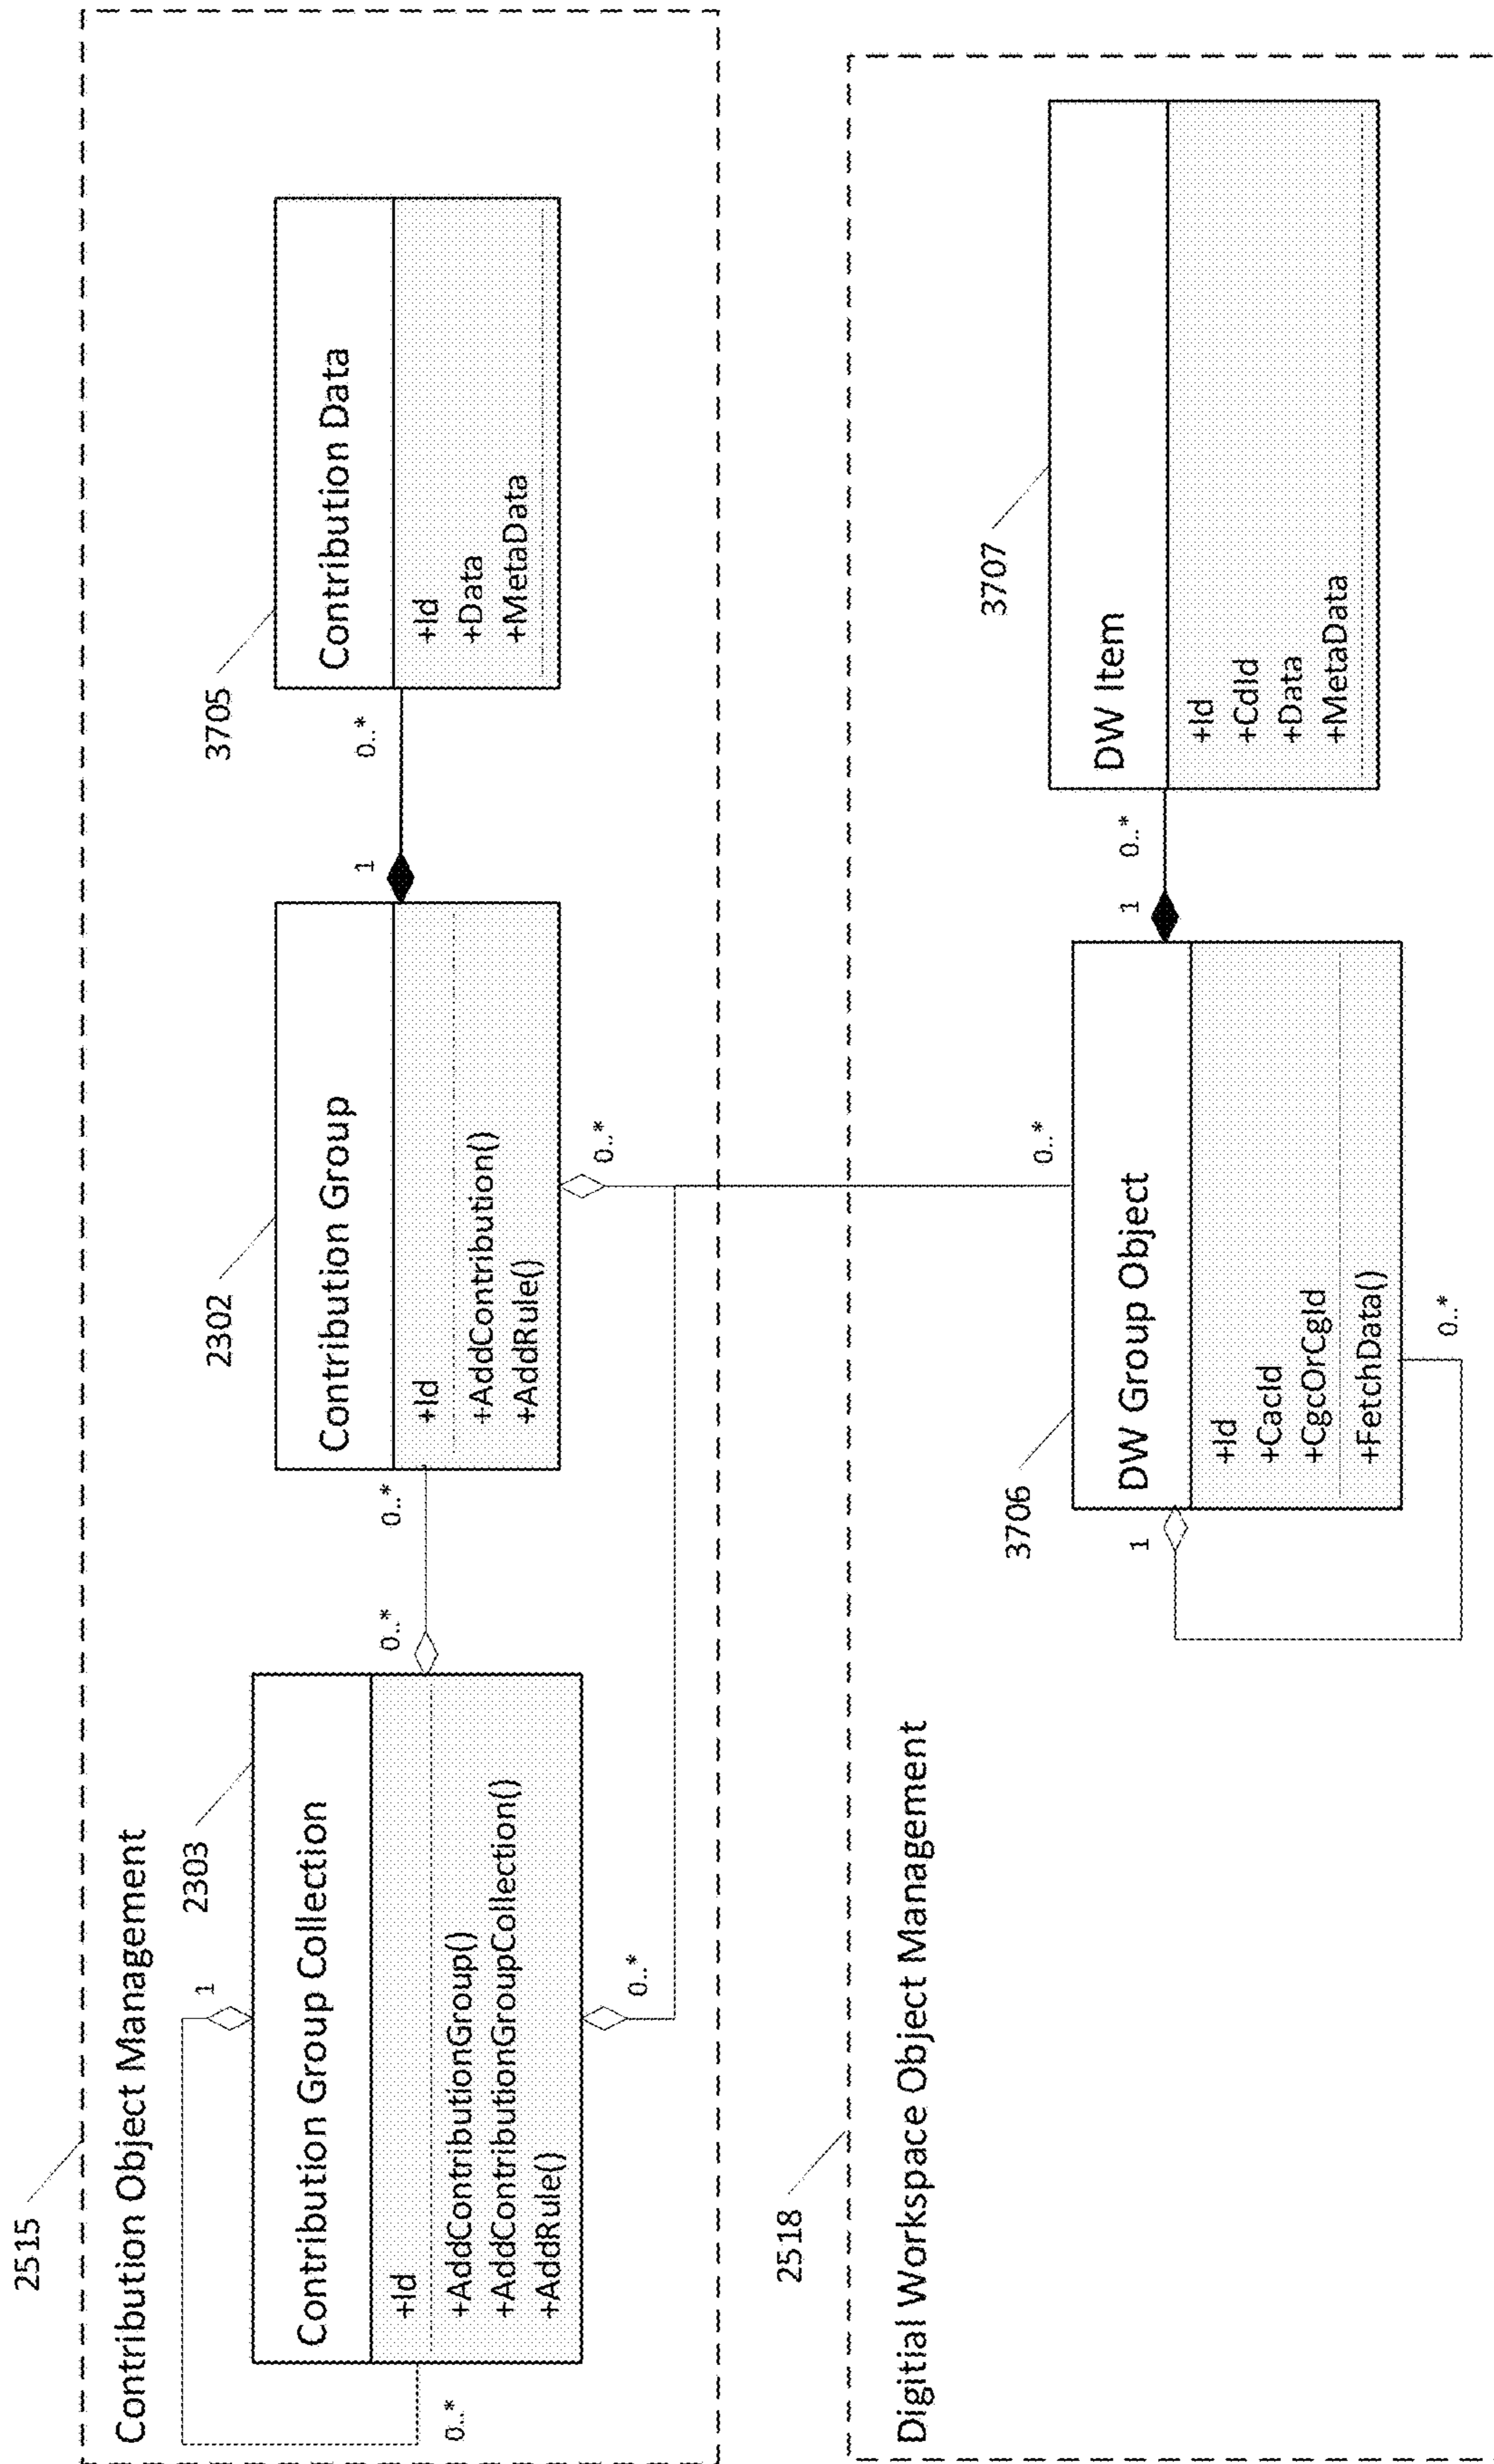 2515
Contribution Object Management
2303
1
Contribution Group Collection
+Id
+AddContributionGroup()
+AddContributionGroupCollection()
+AddRule()
0..*
0..*
0..*
0..*
2302
Contribution Group
+Id
+AddContribution()
+AddRule()
0..*
1
0..*
3705
Contribution Data
+Id
+Data
+MetaData
2518
Digitial Workspace Object Management
3706
1
DW Group Object
+Id
+CacId
+CgcOrCgId
+FetchData()
0..*
0..*
1
0..*
3707
DW Item
+Id
+CdId
+Data
+MetaData